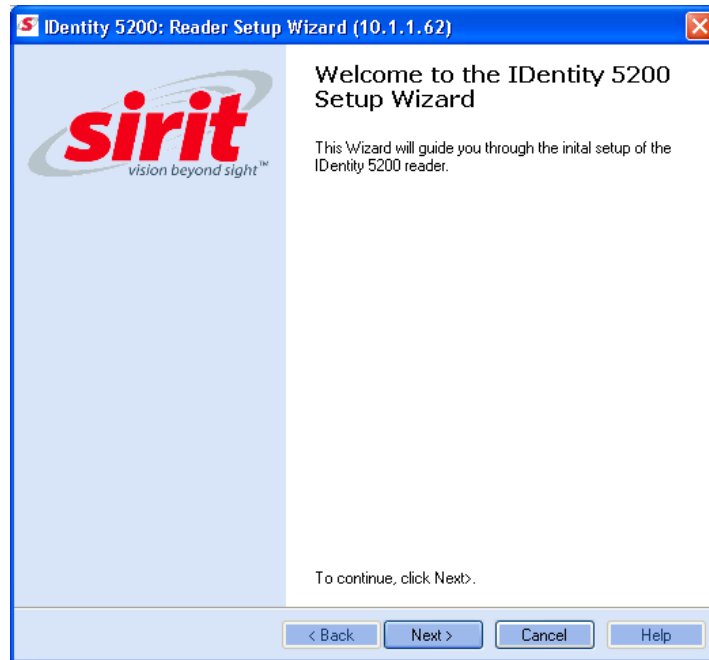 IDentity 5200: Reader Setup Wizard (10.1.1.62)
sirit
vision beyond sight™
Welcome to the IDentity 5200
Setup Wizard
This Wizard will guide you through the inital setup of the
IDentity 5200 reader.
To continue, click Next>.
< Back
Next >
Cancel
Help